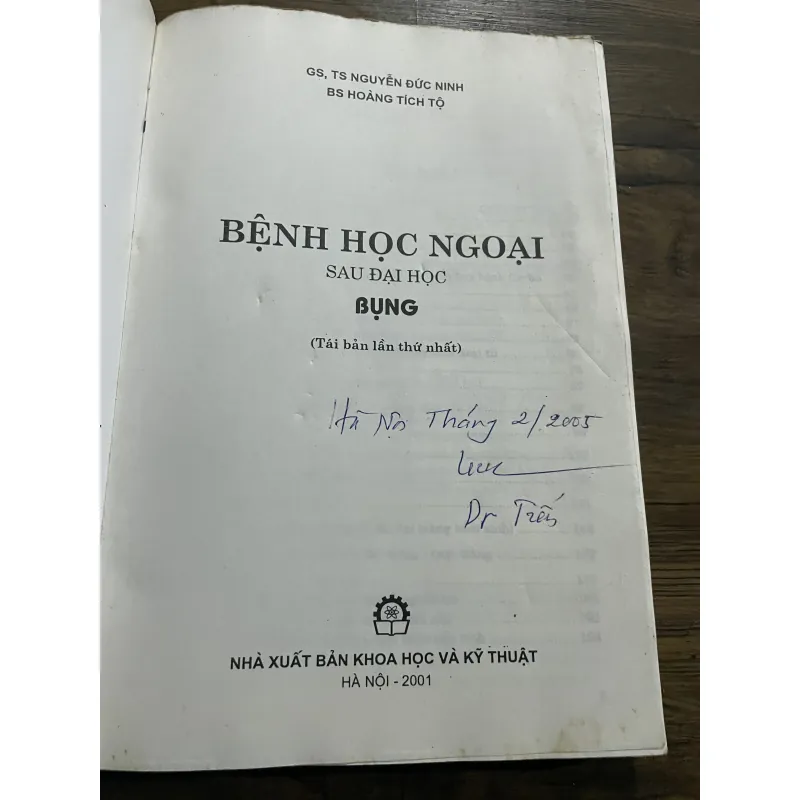 GS, TS NGUYỄN ĐỨC NINH
BS HOÀNG TÍCH TỘ
BỆNH HỌC NGOẠI
SAU ĐẠI HỌC
BỤNG
(Tái bản lần thứ nhất)
Hà Nội Tháng 2/2005
Dr
NHÀ XUẤT BẢN KHOA HỌC VÀ KỸ THUẬT
HÀ NỘI - 2001